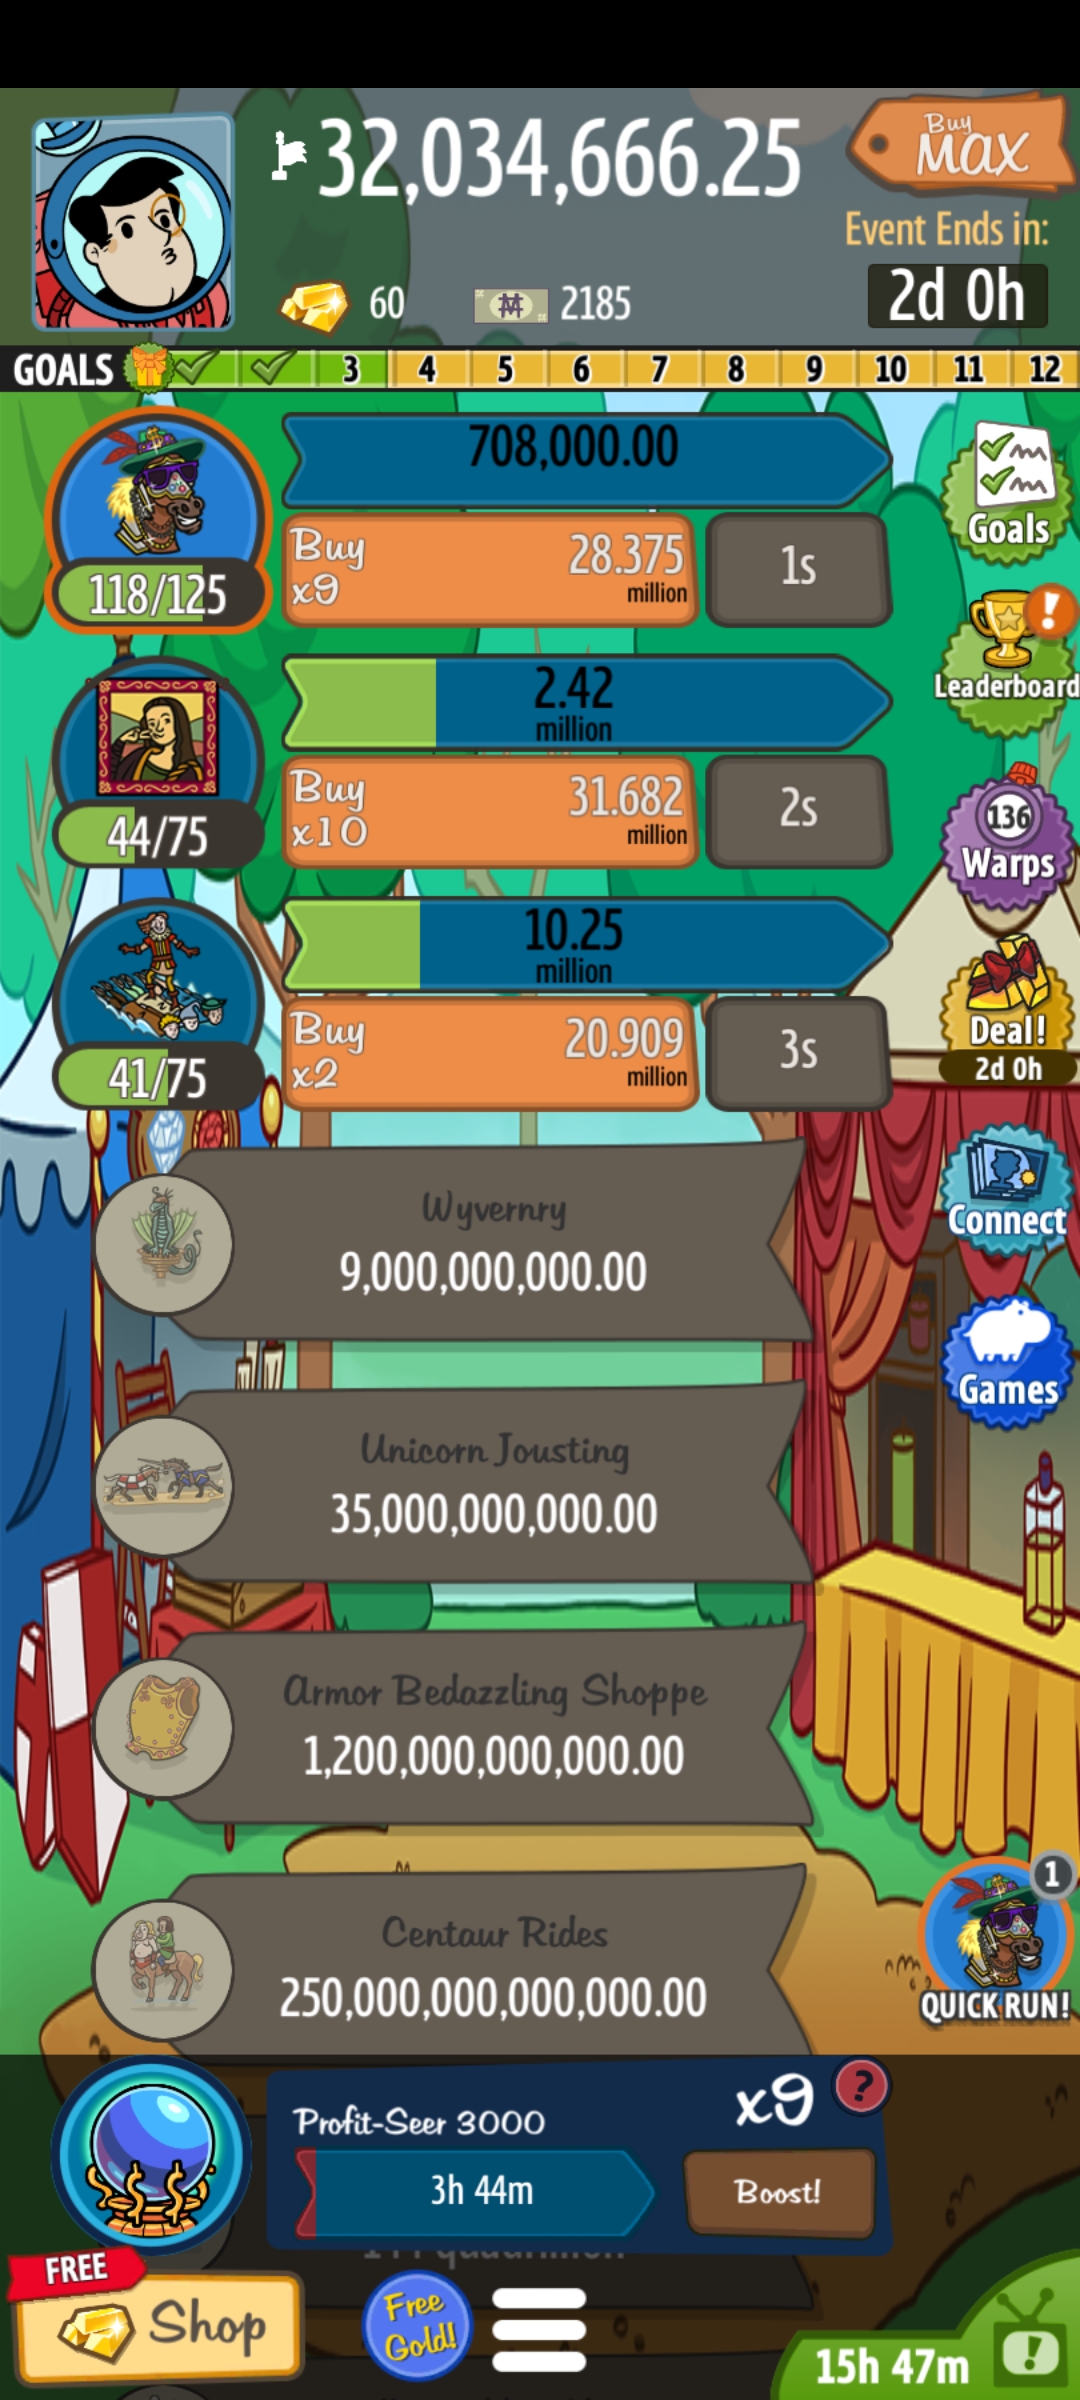 32,034,666.25
Buy
MAX
Event Ends in:
2d 0h
60
2185
GOALS
3 4 5 6 7 8 9 10 11 12
708,000.00
118/125
Buy
x9
28.375
million
1s
Goals
!
Leaderboard
2.42
million
44/75
Buy
x10
31.682
million
2s
136
Warps
10.25
million
41/75
Buy
x2
20.909
million
3s
Deal!
2d 0h
Wyvernry
9,000,000,000.00
Connect
Unicorn Jousting
35,000,000,000.00
Games
Armor Bedazzling Shoppe
1,200,000,000,000.00
Centaur Rides
250,000,000,000,000.00
1
QUICK RUN!
Profit-Seer 3000
x9
?
3h 44m
Boost!
FREE
Shop
Free
Gold!
15h 47m
!